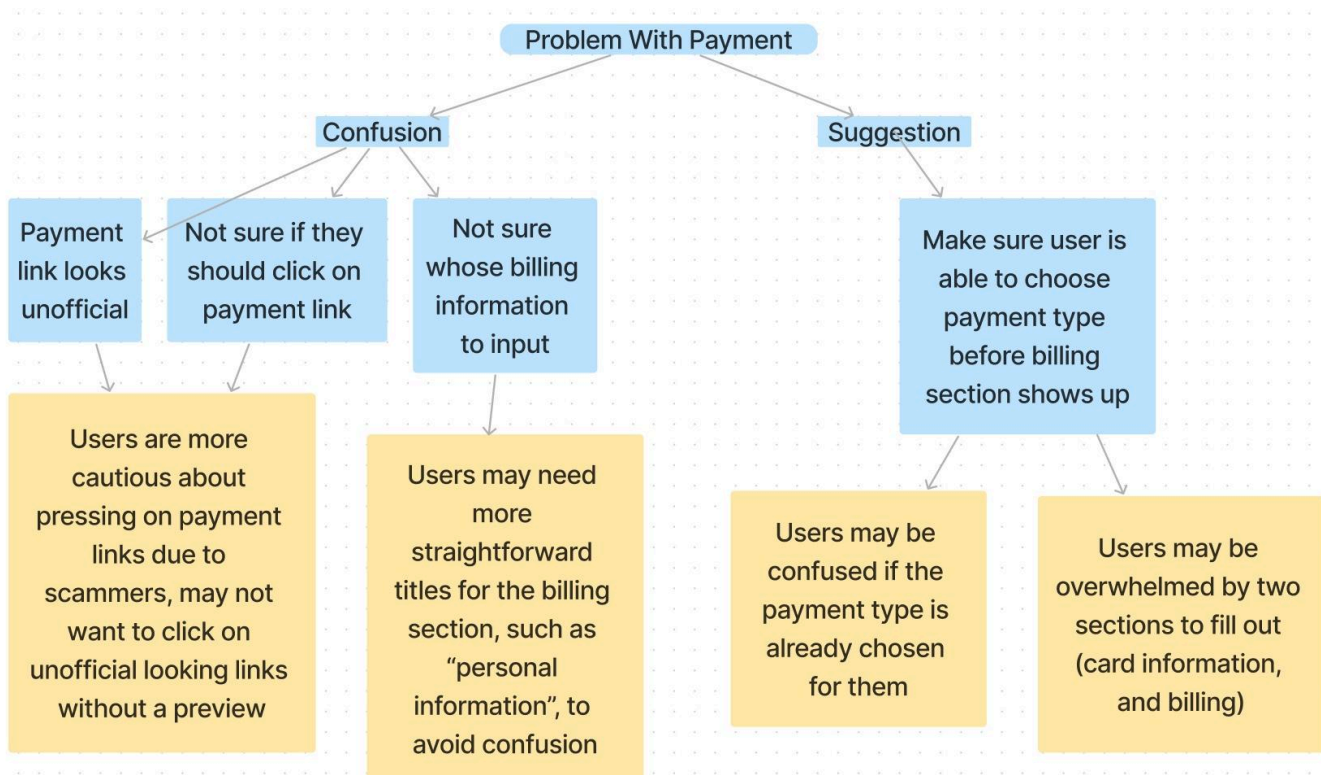 Problem With Payment
Confusion
Suggestion
Payment
link looks
unofficial
Not sure if they
should click on
payment link
Not sure
whose billing
information
to input
Make sure user is
able to choose
payment type
before billing
section shows up
Users are more
cautious about
pressing on payment
links due to
scammers, may not
want to click on
unofficial looking links
without a preview
Users may need
more
straightforward
titles for the billing
section, such as
“personal
information”, to
avoid confusion
Users may be
confused if the
payment type is
already chosen
for them
Users may be
overwhelmed by two
sections to fill out
(card information,
and billing)